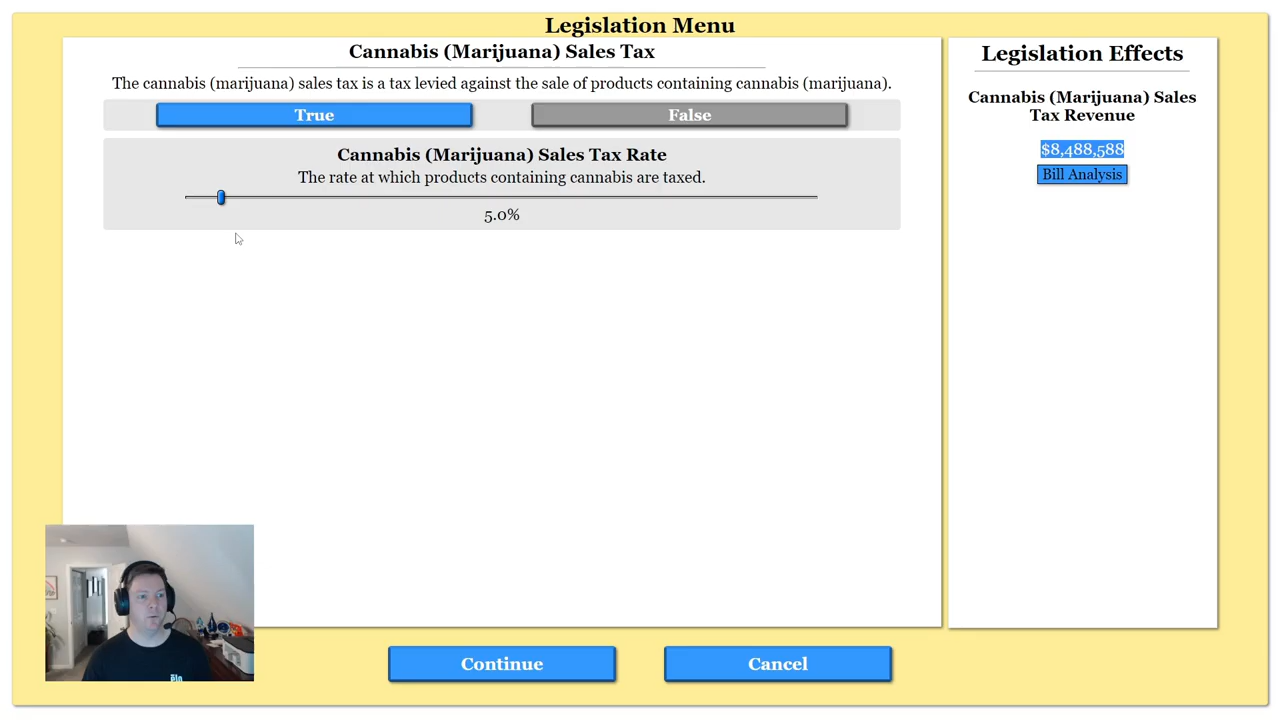 Legislation Menu
Cannabis (Marijuana) Sales Tax
The cannabis (marijuana) sales tax is a tax levied against the sale of products containing cannabis (marijuana).
True
False
Cannabis (Marijuana) Sales Tax Rate
The rate at which products containing cannabis are taxed.
5.0%
Legislation Effects
Cannabis (Marijuana) Sales
Tax Revenue
$8,488,588
Bill Analysis
Continue
Cancel